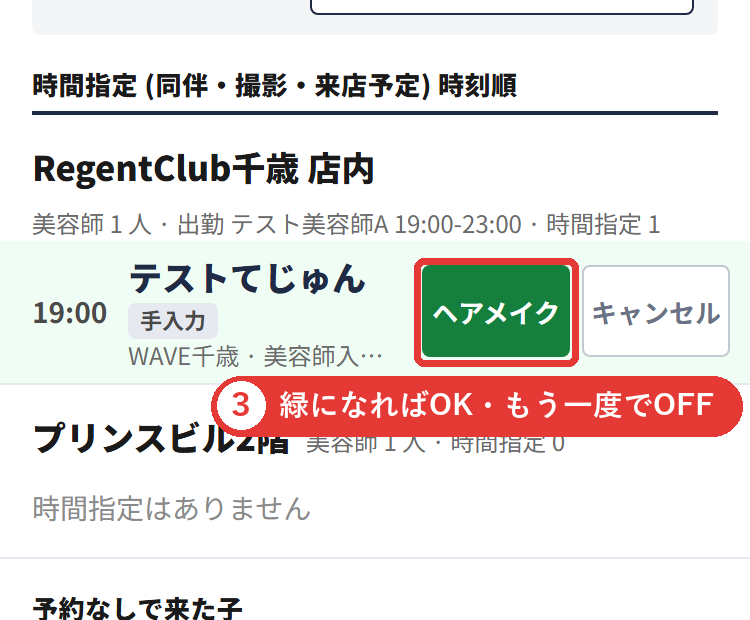 時間指定 (同伴・撮影・来店予定) 時刻順
RegentClub千歳 店内
美容師 1 人 · 出勤 テスト美容師A 19:00-23:00 · 時間指定 1
テストてじゅん
19:00
手入力
WAVE千歳 · 美容師入…
ヘアメイク
キャンセル
3 緑になればOK・もう一度でOFF
プリンスビル2階 美容師 1 人 · 時間指定 0
時間指定はありません
予約なしで来た子